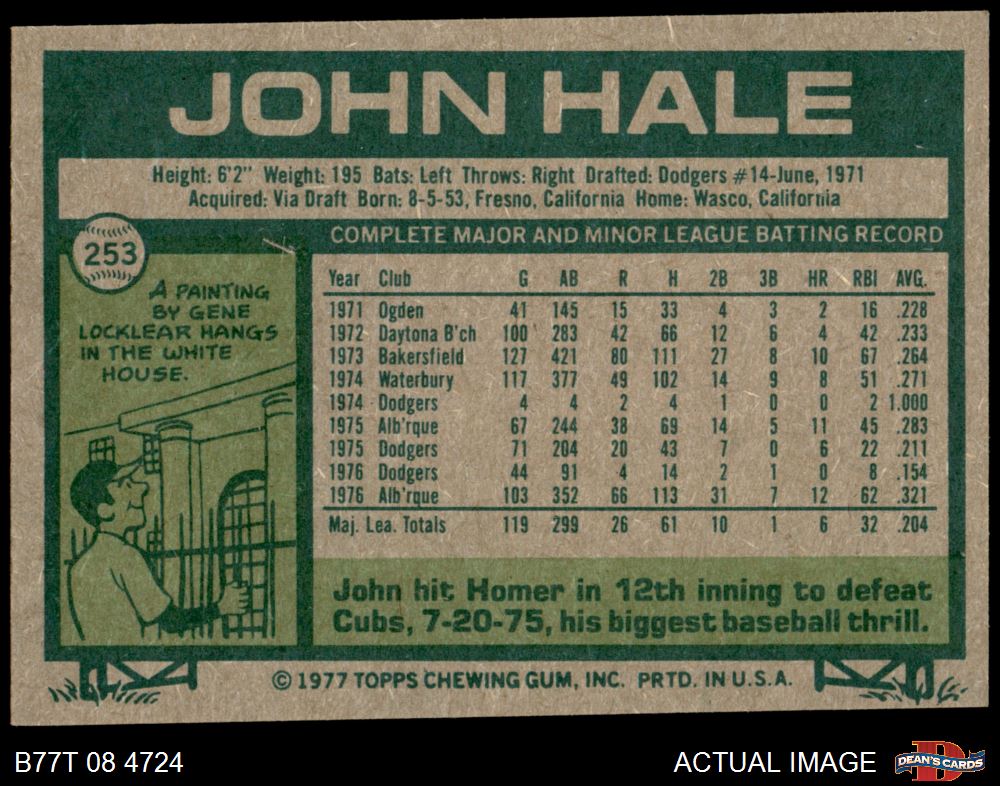 JOHN HALE
Height: 6'2" Weight: 195 Bats: Left Throws: Right Drafted: Dodgers #14-June, 1971
Acquired: Via Draft Born: 8-5-53, Fresno, California Home: Wasco, California
253
A PAINTING
BY GENE
LOCKLEAR HANGS
IN THE WHITE
HOUSE.
COMPLETE MAJOR AND MINOR LEAGUE BATTING RECORD
Year Club G AB R H 2B 3B HR RBI AVG.
1971 Ogden 41 145 15 33 4 3 2 16 .228
1972 Daytona B'ch 100 283 42 66 12 6 4 42 .233
1973 Bakersfield 127 421 80 111 27 8 10 67 .264
1974 Waterbury 117 377 49 102 14 9 8 51 .271
1974 Dodgers 4 4 2 4 1 0 0 2 1.000
1975 Alb'rque 67 244 38 69 14 5 11 45 .283
1975 Dodgers 71 204 20 43 7 0 6 22 .211
1976 Dodgers 44 91 4 14 2 1 0 8 .154
1976 Alb'rque 103 352 66 113 31 7 12 62 .321
Maj. Lea. Totals 119 299 26 61 10 1 6 32 .204
John hit Homer in 12th inning to defeat
Cubs, 7-20-75, his biggest baseball thrill.
© 1977 TOPPS CHEWING GUM, INC. PRTD. IN U.S.A.
B77T 08 4724
ACTUAL IMAGE
D
DEAN'S CARDS